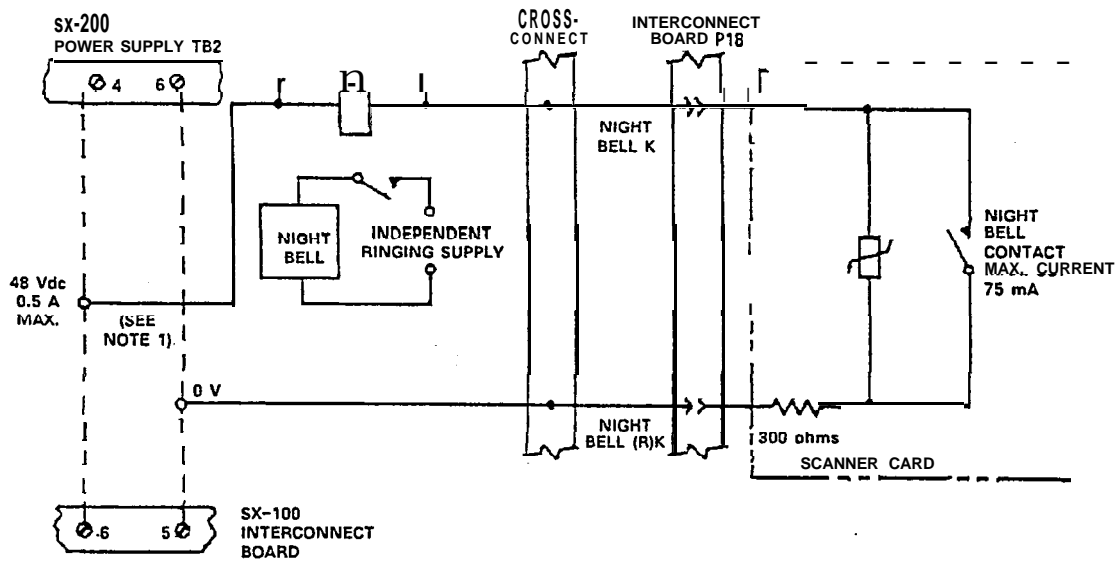 sx-200
POWER SUPPLY TB2
4
6
CROSS-
CONNECT
INTERCONNECT
BOARD P18
r
n
l
NIGHT
BELL K
NIGHT
BELL
INDEPENDENT
RINGING SUPPLY
NIGHT
BELL
CONTACT
MAX. CURRENT
75 mA
48 Vdc
0.5 A
MAX.
(SEE
NOTE 1)
0 V
NIGHT
BELL (R)K
300 ohms
SCANNER CARD
6
5
SX-100
INTERCONNECT
BOARD